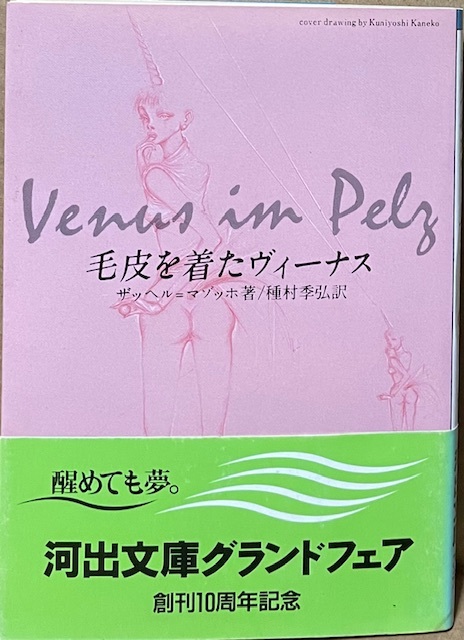 cover drawing by Kuniyoshi Kaneko
Venus im Pelz
毛皮を着たヴィーナス
ザッヘル=マゾッホ著/種村季弘訳
醒めても夢。
河出文庫グランドフェア
創刊10周年記念